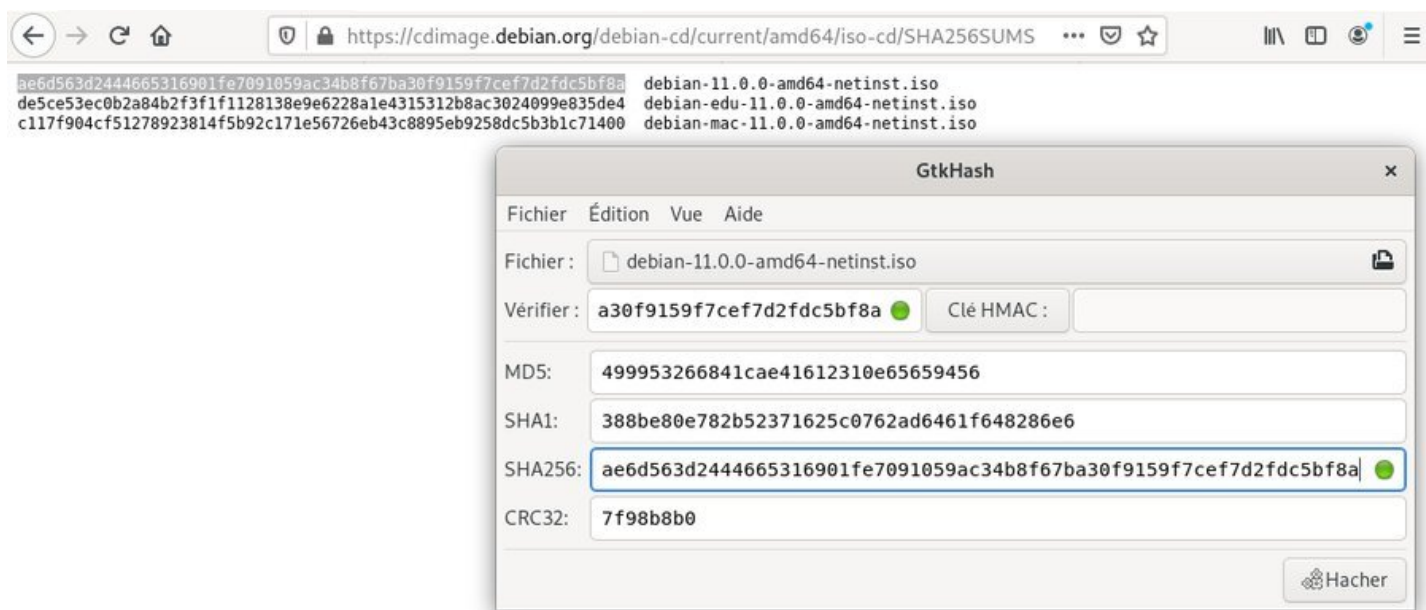 https://cdimage.debian.org/debian-cd/current/amd64/iso-cd/SHA256SUMS
ae6d563d2444665316901fe7091059ac34b8f67ba30f9159f7cef7d2fdc5bf8a debian-11.0.0-amd64-netinst.iso
de5ce53ec0b2a84b2f3f1f1128138e9e6228a1e4315312b8ac3024099e835de4 debian-edu-11.0.0-amd64-netinst.iso
c117f904cf51278923814f5b92c171e56726eb43c8895eb9258dc5b3b1c71400 debian-mac-11.0.0-amd64-netinst.iso
GtkHash
Fichier Édition Vue Aide
Fichier : debian-11.0.0-amd64-netinst.iso
Vérifier : a30f9159f7cef7d2fdc5bf8a Clé HMAC :
MD5: 499953266841cae41612310e65659456
SHA1: 388be80e782b52371625c0762ad6461f648286e6
SHA256: ae6d563d2444665316901fe7091059ac34b8f67ba30f9159f7cef7d2fdc5bf8a
CRC32: 7f98b8b0
Hacher